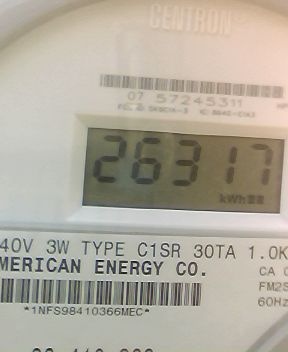 CENTRON
07 57245311
26317
kWh
40V 3W TYPE C1SR 30TA 1.0K
MERICAN ENERGY CO.
CA 0
FM2S
60Hz
*1NFS98410366MEC*